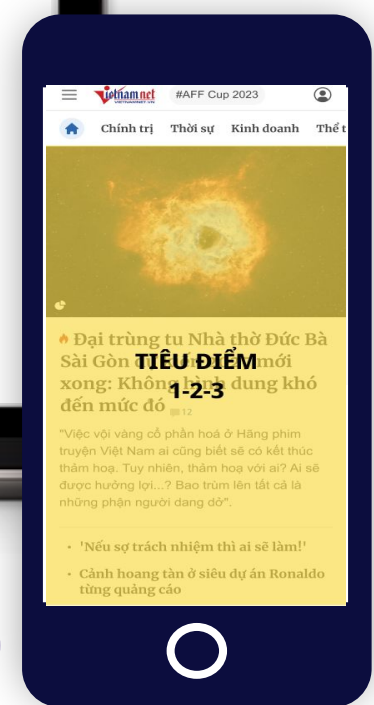 Vietnamnet
VIETNAMNET.VN
#AFF Cup 2023
Chính trị Thời sự Kinh doanh Thể t
Đại trùng tu Nhà thờ Đức Bà
Sài Gòn mới
TIÊU ĐIỂM
xong: Không hình dung khó
1-2-3
đến mức đó 12
"Việc vội vàng cổ phần hoá ở Hãng phim
truyện Việt Nam ai cũng biết sẽ có kết thúc
thảm hoạ. Tuy nhiên, thảm hoạ với ai? Ai sẽ
được hưởng lợi...? Bao trùm lên tất cả là
những phận người dang dở".
• 'Nếu sợ trách nhiệm thì ai sẽ làm!'
• Cảnh hoang tàn ở siêu dự án Ronaldo
từng quảng cáo